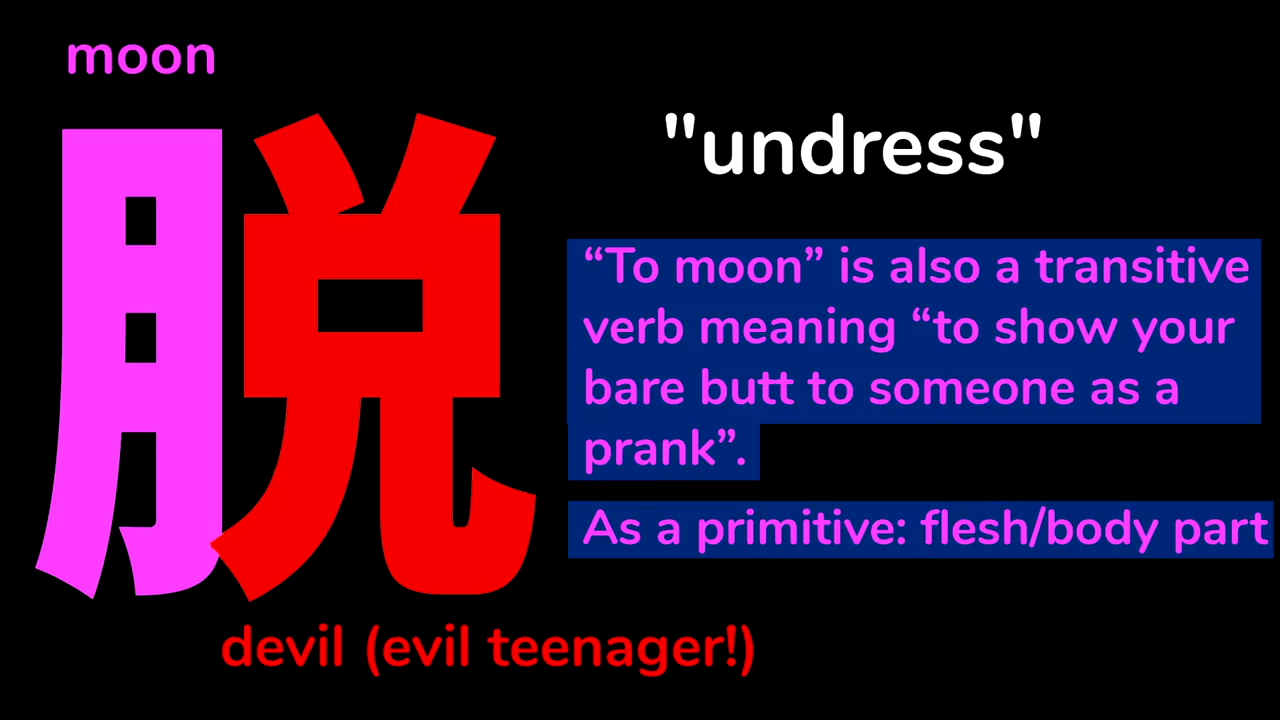 moon
脱
"undress"
“To moon” is also a transitive
verb meaning “to show your
bare butt to someone as a
prank”.
As a primitive: flesh/body part
devil (evil teenager!)